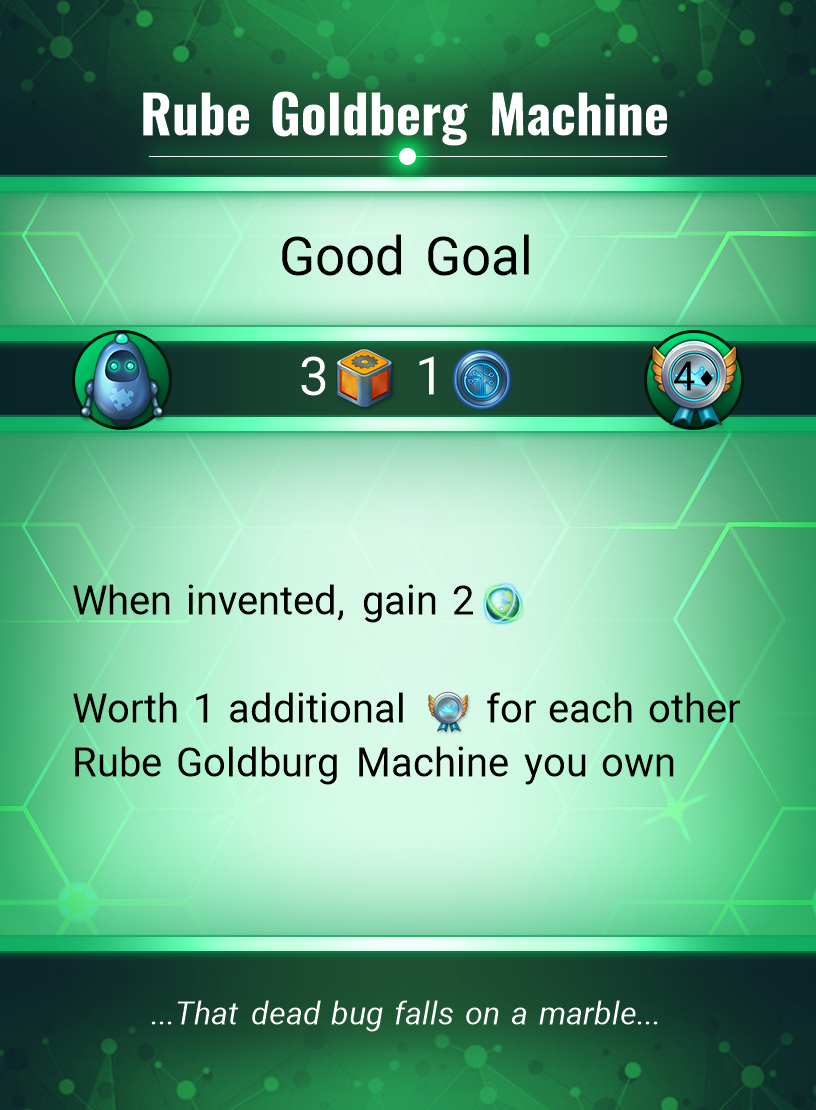 Rube Goldberg Machine
Good Goal
3 1 4♦
When invented, gain 2
Worth 1 additional for each other
Rube Goldburg Machine you own
...That dead bug falls on a marble...